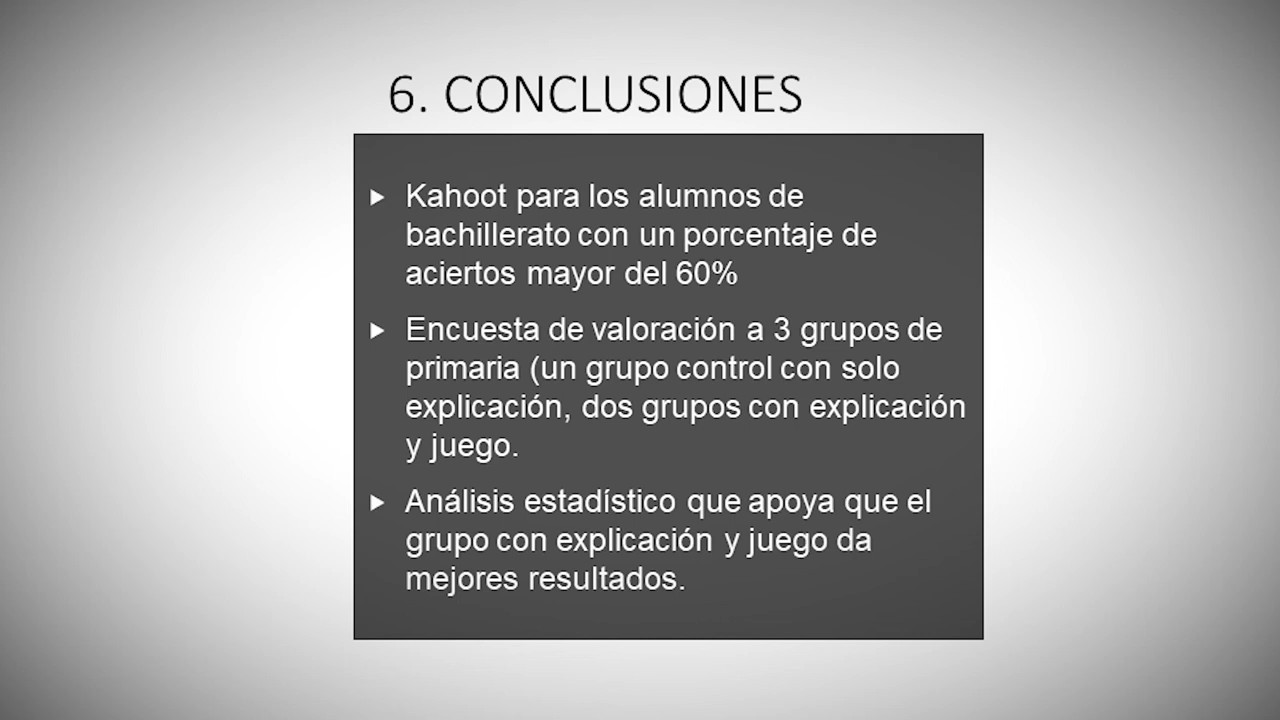 6. CONCLUSIONES
Kahoot para los alumnos de
bachillerato con un porcentaje de
aciertos mayor del 60%
Encuesta de valoración a 3 grupos de
primaria (un grupo control con solo
explicación, dos grupos con explicación
y juego.
Análisis estadístico que apoya que el
grupo con explicación y juego da
mejores resultados.